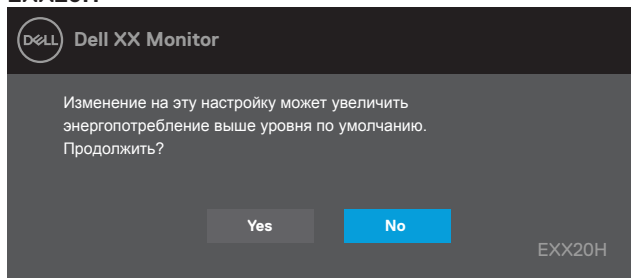 EXX20H
DELL Dell XX Monitor
Изменение на эту настройку может увеличить
энергопотребление выше уровня по умолчанию.
Продолжить?
Yes No
EXX20H